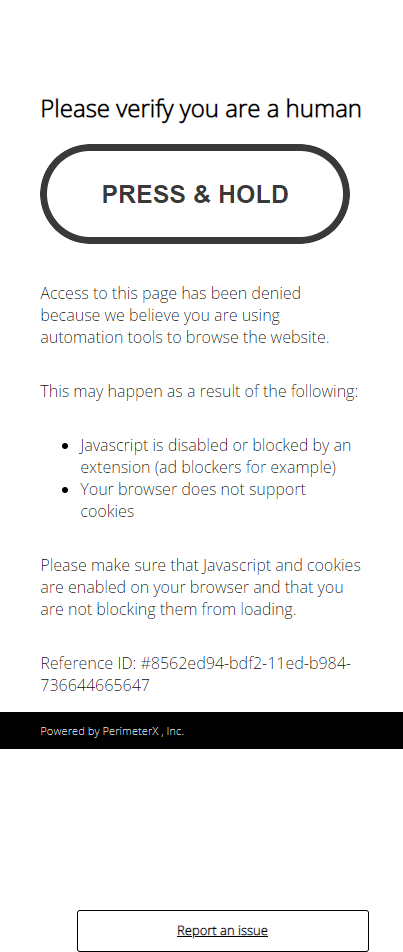 Please verify you are a human
PRESS & HOLD
Access to this page has been denied
because we believe you are using
automation tools to browse the website.
This may happen as a result of the following:
Javascript is disabled or blocked by an
extension (ad blockers for example)
Your browser does not support
cookies
Please make sure that Javascript and cookies
are enabled on your browser and that you
are not blocking them from loading.
Reference ID: #8562ed94-bdf2-11ed-b984-
736644665647
Powered by PerimeterX , Inc.
Report an issue